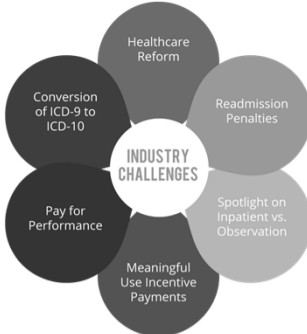 Healthcare
Reform
Conversion
of ICD-9 to
ICD-10
Readmission
Penalties
INDUSTRY
CHALLENGES
Pay for
Performance
Spotlight on
Inpatient vs.
Observation
Meaningful
Use Incentive
Payments